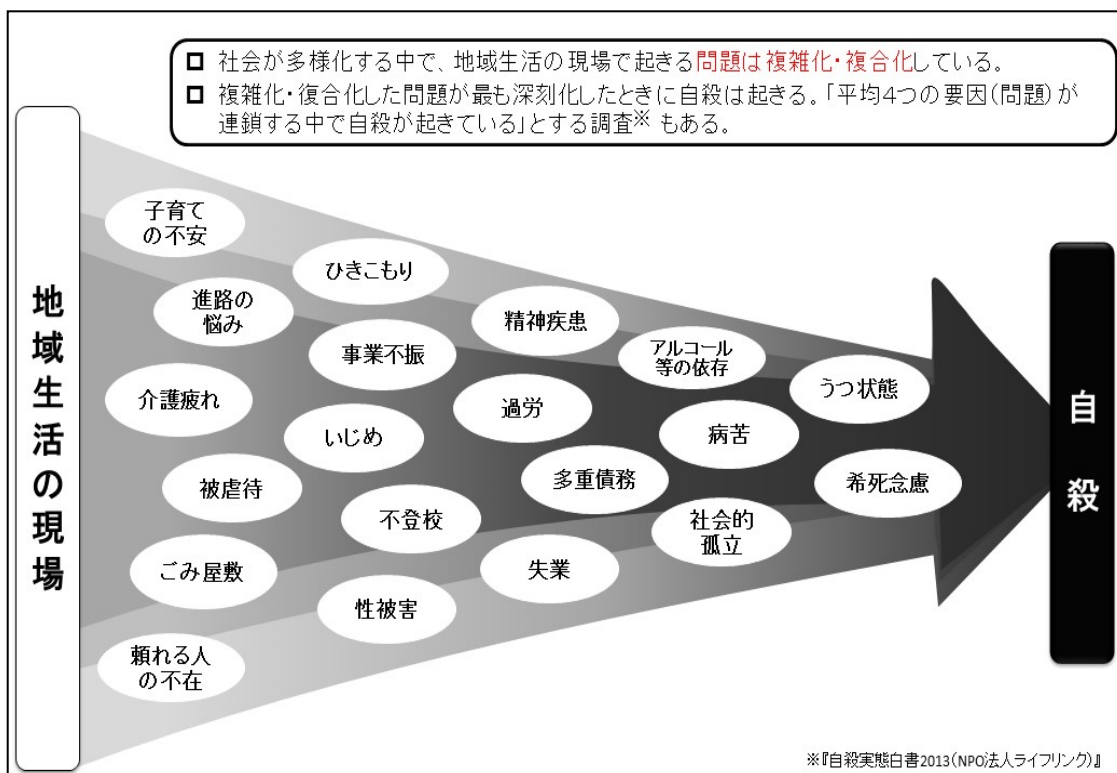 □ 社会が多様化する中で、地域生活の現場で起きる問題は複雑化・複合化している。
□ 複雑化・復合化した問題が最も深刻化したときに自殺は起きる。「平均4つの要因(問題)が
連鎖する中で自殺が起きている」とする調査※ もある。
地域生活の現場
子育て
の不安
ひきこもり
進路の
悩み
精神疾患
事業不振
アルコール
等の依存
うつ状態
介護疲れ
過労
いじめ
病苦
被虐待
多重債務
希死念慮
不登校
社会的
孤立
ごみ屋敷
失業
性被害
頼れる人
の不在
自殺
※『自殺実態白書2013(NPO法人ライフリンク)』